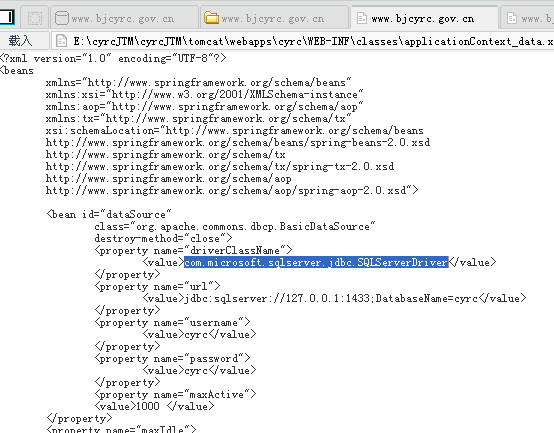 www.bjcyrc.gov.cn www.bjcyrc.gov.cn www.bjcyrc.gov.cn www.b
載入 E:\cyrcJTM\cyrcJTM\tomcat\webapps\cyrc\WEB-INF\classes\applicationContext_data.x
<?xml version="1.0" encoding="UTF-8"?>
<beans
xmlns="http://www.springframework.org/schema/beans"
xmlns:xsi="http://www.w3.org/2001/XMLSchema-instance"
xmlns:aop="http://www.springframework.org/schema/aop"
xmlns:tx="http://www.springframework.org/schema/tx"
xsi:schemaLocation="http://www.springframework.org/schema/beans
http://www.springframework.org/schema/beans/spring-beans-2.0.xsd
http://www.springframework.org/schema/tx
http://www.springframework.org/schema/tx/spring-tx-2.0.xsd
http://www.springframework.org/schema/aop
http://www.springframework.org/schema/aop/spring-aop-2.0.xsd">
<bean id="dataSource"
class="org.apache.commons.dbcp.BasicDataSource"
destroy-method="close">
<property name="driverClassName">
<value>com.microsoft.sqlserver.jdbc.SQLServerDriver</value>
</property>
<property name="url">
<value>jdbc:sqlserver://127.0.0.1:1433;DatabaseName=cyrc</value>
</property>
<property name="username">
<value>cyrc</value>
</property>
<property name="password">
<value>cyrc</value>
</property>
<property name="maxActive">
<value>1000 </value>
</property>
<property name="maxIdle">